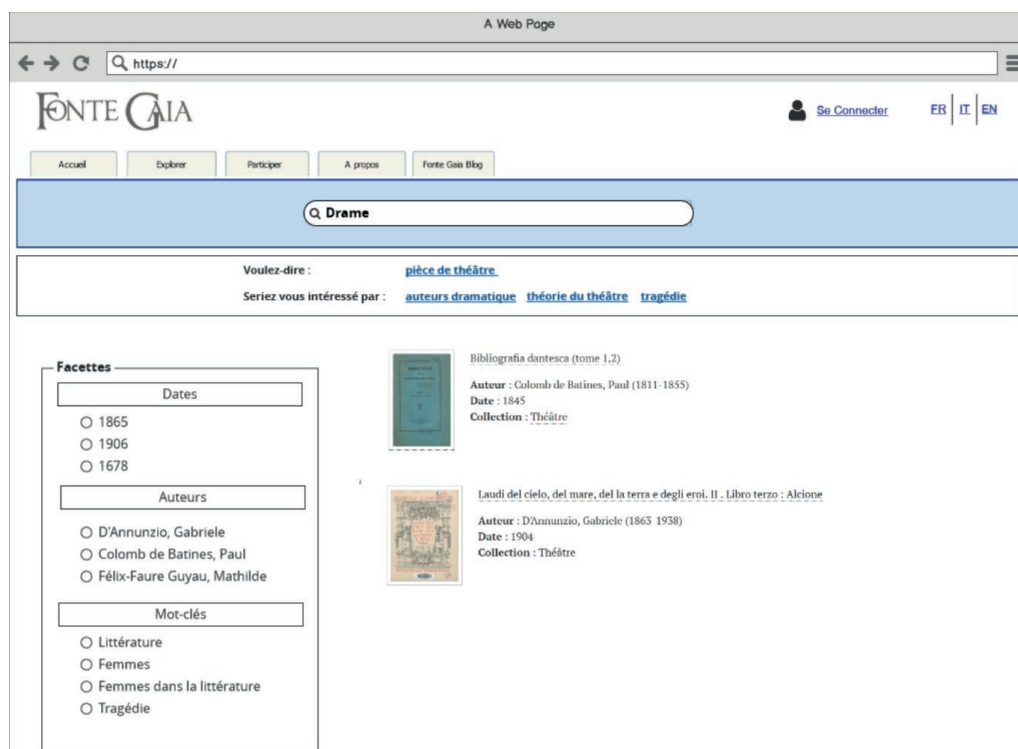 A Web Page
https://
FONTE GAIA
Se Connecter FR IT EN
Accueil Explorer Participer A propos Fonte Gaia Blog
Drame
Voulez-dire : pièce de théâtre
Seriez vous intéressé par : auteurs dramatique théorie du théâtre tragédie
Facettes
Dates
1865
1906
1678
Auteurs
D'Annunzio, Gabriele
Colomb de Batines, Paul
Félix-Faure Guyau, Mathilde
Mot-clés
Littérature
Femmes
Femmes dans la littérature
Tragédie
Bibliografia dantesca (tome 1,2)
Auteur : Colomb de Batines, Paul (1811-1855)
Date : 1845
Collection : Théâtre
Laudi del cielo, del mare, del la terra e degli eroi. II . Libro terzo : Alcione
Auteur : D'Annunzio, Gabriele (1863-1938)
Date : 1904
Collection : Théâtre